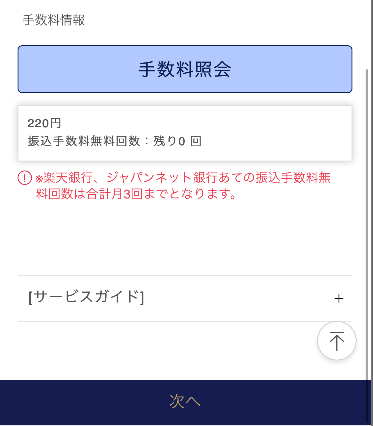 手数料情報
手数料照会
220円
振込手数料無料回数：残り0 回
※楽天銀行、ジャパンネット銀行あての振込手数料無
料回数は合計月3回までとなります。
[サービスガイド] +
次へ